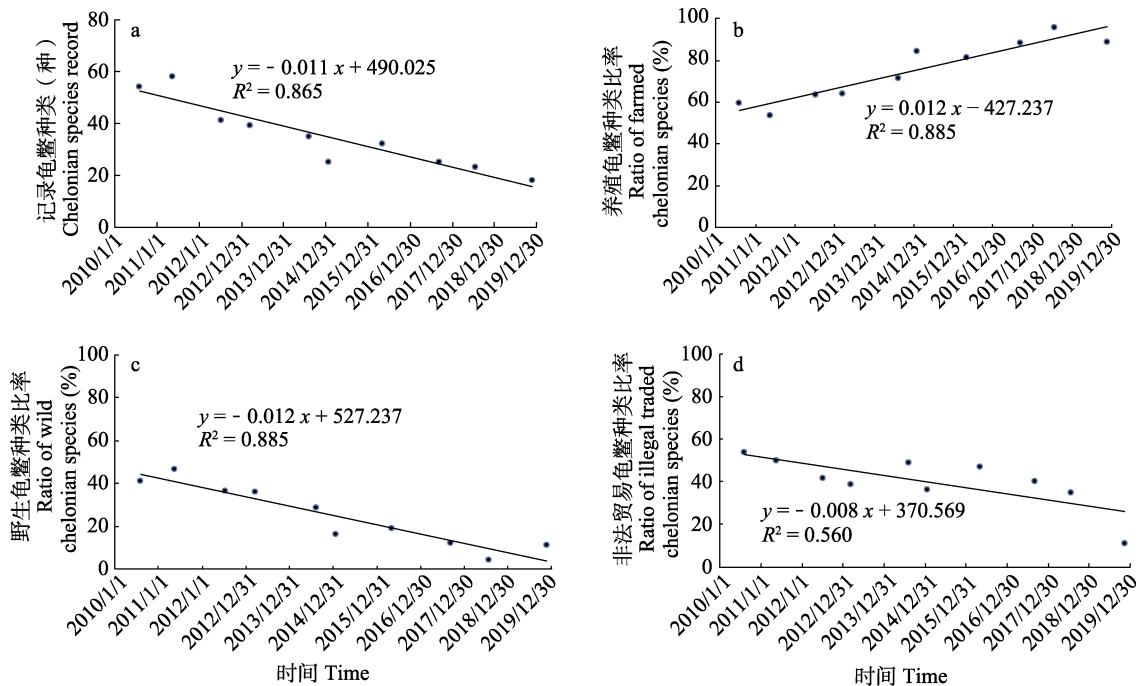 a
记录龟鳖种类（种）
Chelonian species record
80
60
40
20
0
y = - 0.011 x + 490.025
R² = 0.865
2010/1/1
2011/1/1
2012/1/1
2012/12/31
2013/12/31
2014/12/31
2015/12/31
2016/12/30
2017/12/30
2018/12/30
2019/12/30
b
养殖龟鳖种类比率
Ratio of farmed
chelonian species (%)
100
80
60
40
20
0
y = 0.012 x − 427.237
R² = 0.885
2010/1/1
2011/1/1
2012/1/1
2012/12/31
2013/12/31
2014/12/31
2015/12/31
2016/12/30
2017/12/30
2018/12/30
2019/12/30
c
野生龟鳖种类比率
Ratio of wild
chelonian species (%)
100
80
60
40
20
0
y = - 0.012 x + 527.237
R² = 0.885
2010/1/1
2011/1/1
2012/1/1
2012/12/31
2013/12/31
2014/12/31
2015/12/31
2016/12/30
2017/12/30
2018/12/30
2019/12/30
时间 Time
d
非法贸易龟鳖种类比率
Ratio of illegal traded
chelonian species (%)
100
80
60
40
20
0
y = - 0.008 x + 370.569
R² = 0.560
2010/1/1
2011/1/1
2012/1/1
2012/12/31
2013/12/31
2014/12/31
2015/12/31
2016/12/30
2017/12/30
2018/12/30
2019/12/30
时间 Time